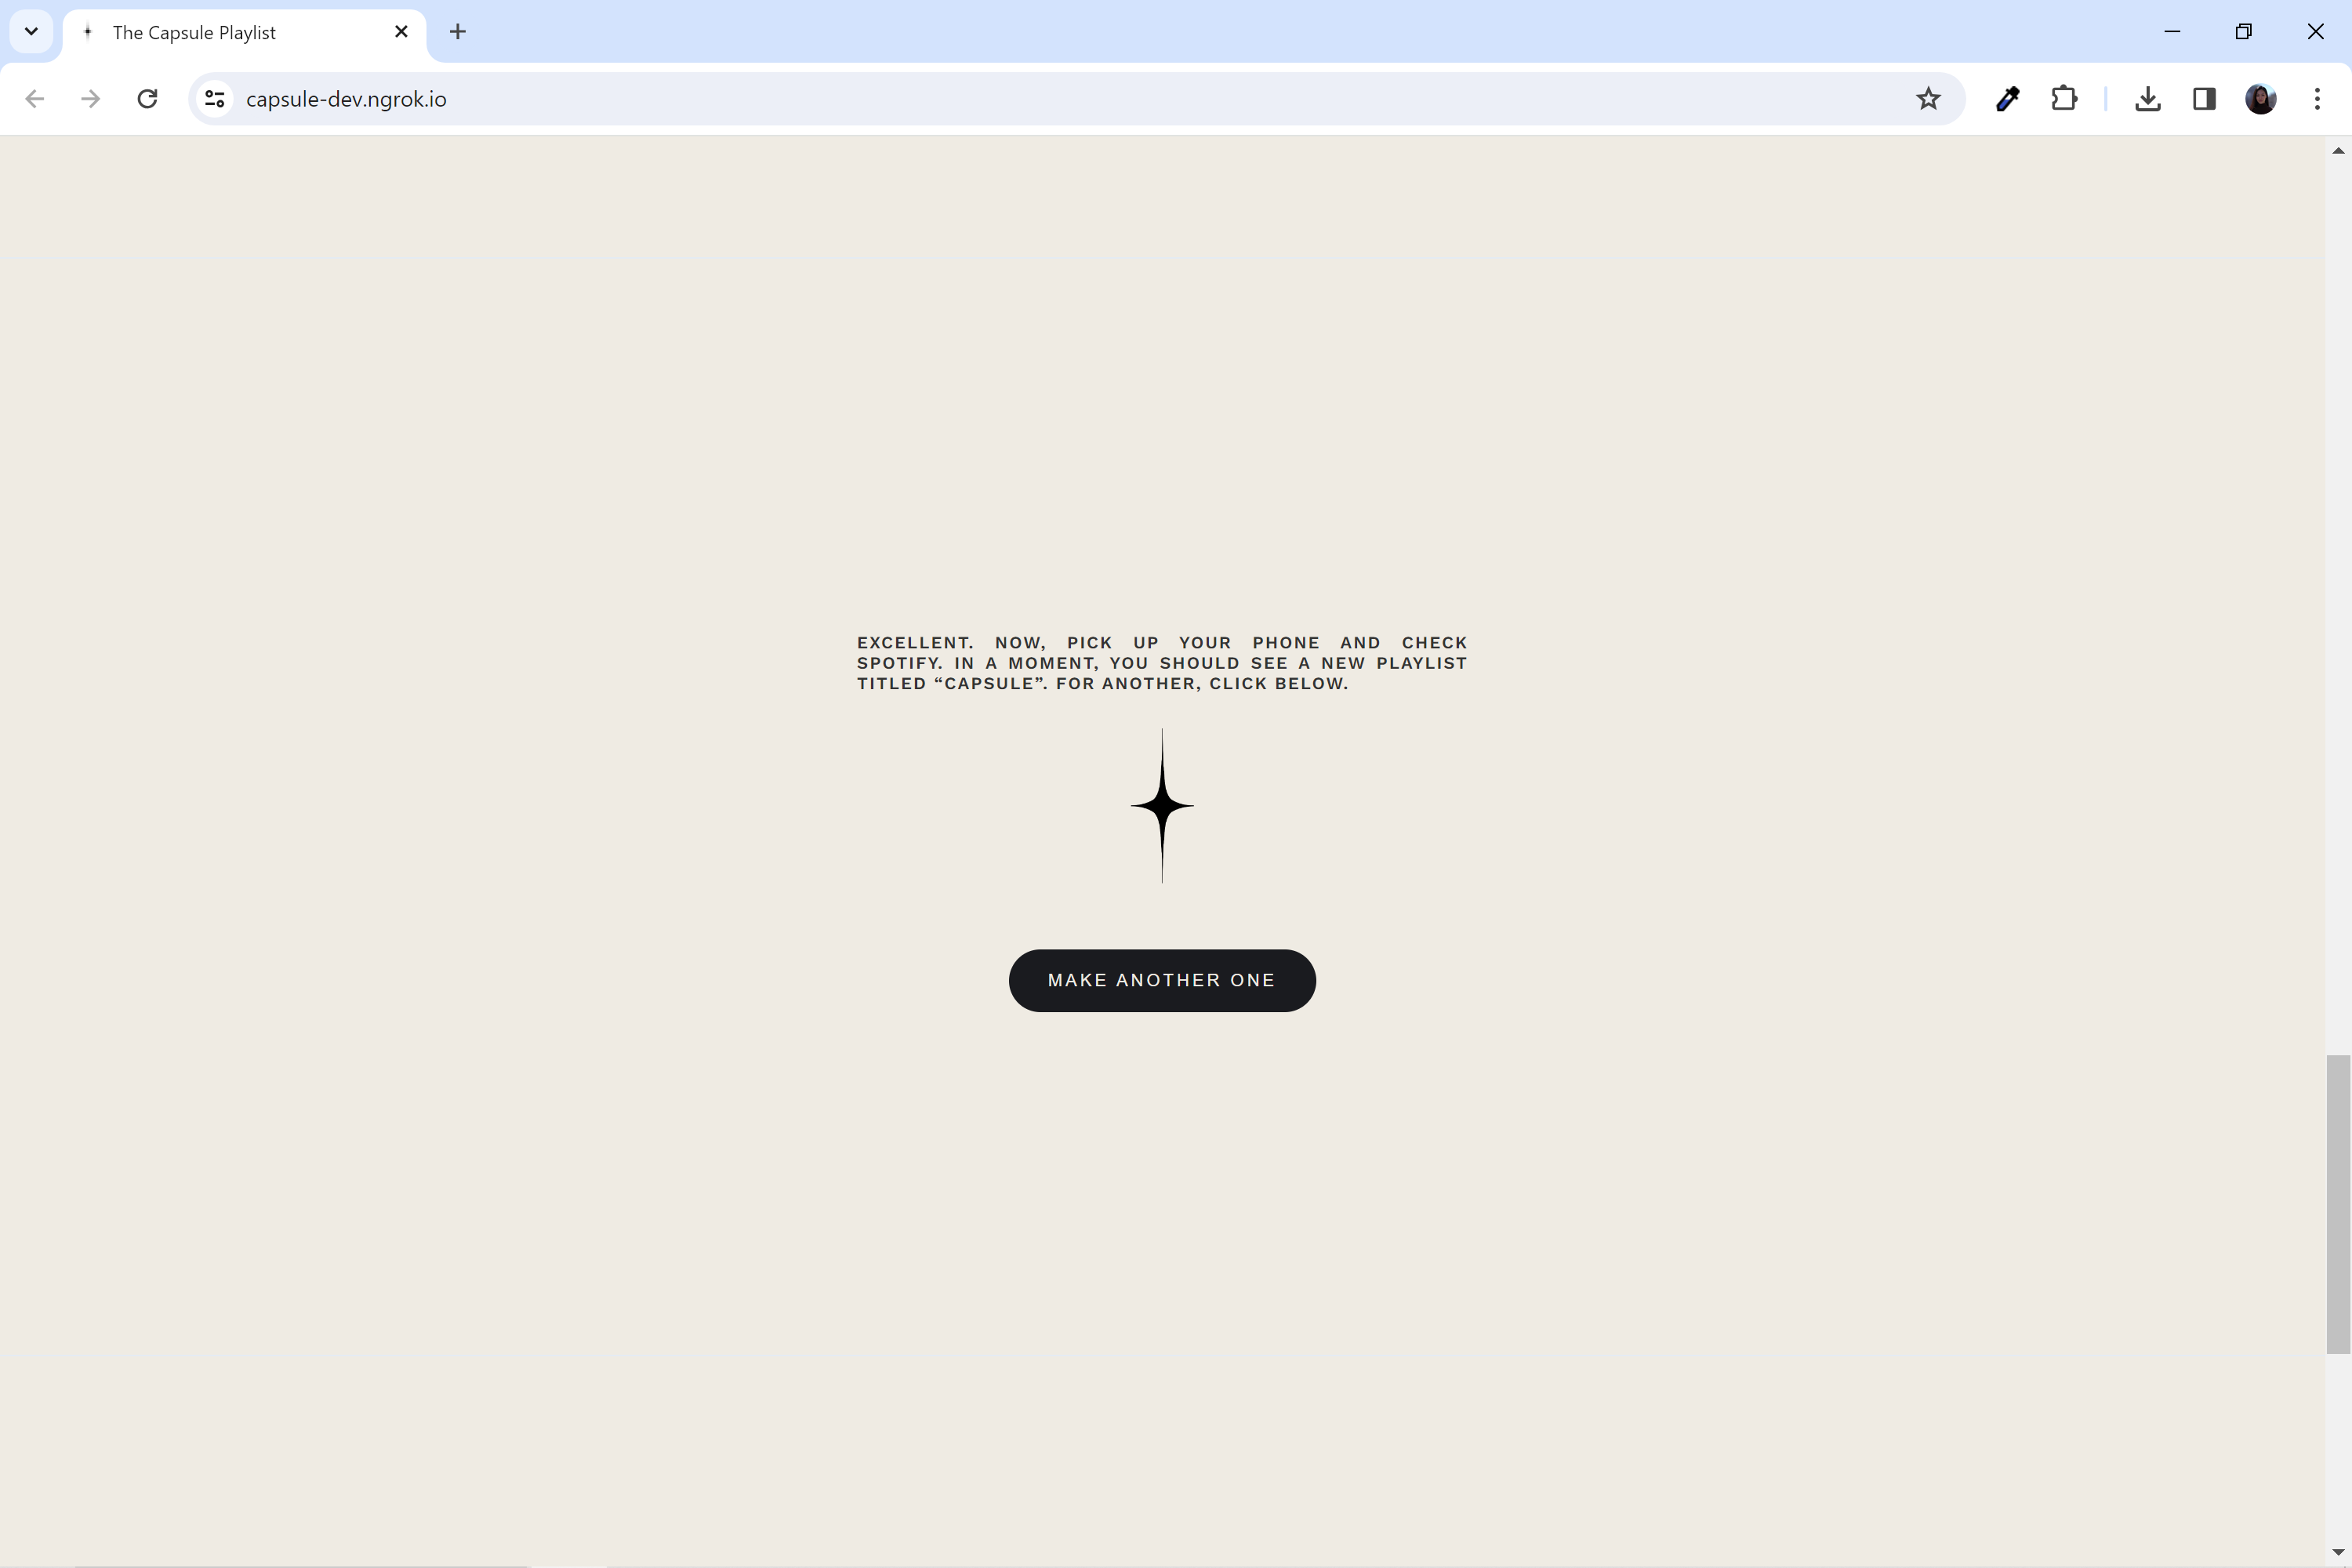 The Capsule Playlist
capsule-dev.ngrok.io
EXCELLENT. NOW, PICK UP YOUR PHONE AND CHECK
SPOTIFY. IN A MOMENT, YOU SHOULD SEE A NEW PLAYLIST
TITLED “CAPSULE”. FOR ANOTHER, CLICK BELOW.
MAKE ANOTHER ONE